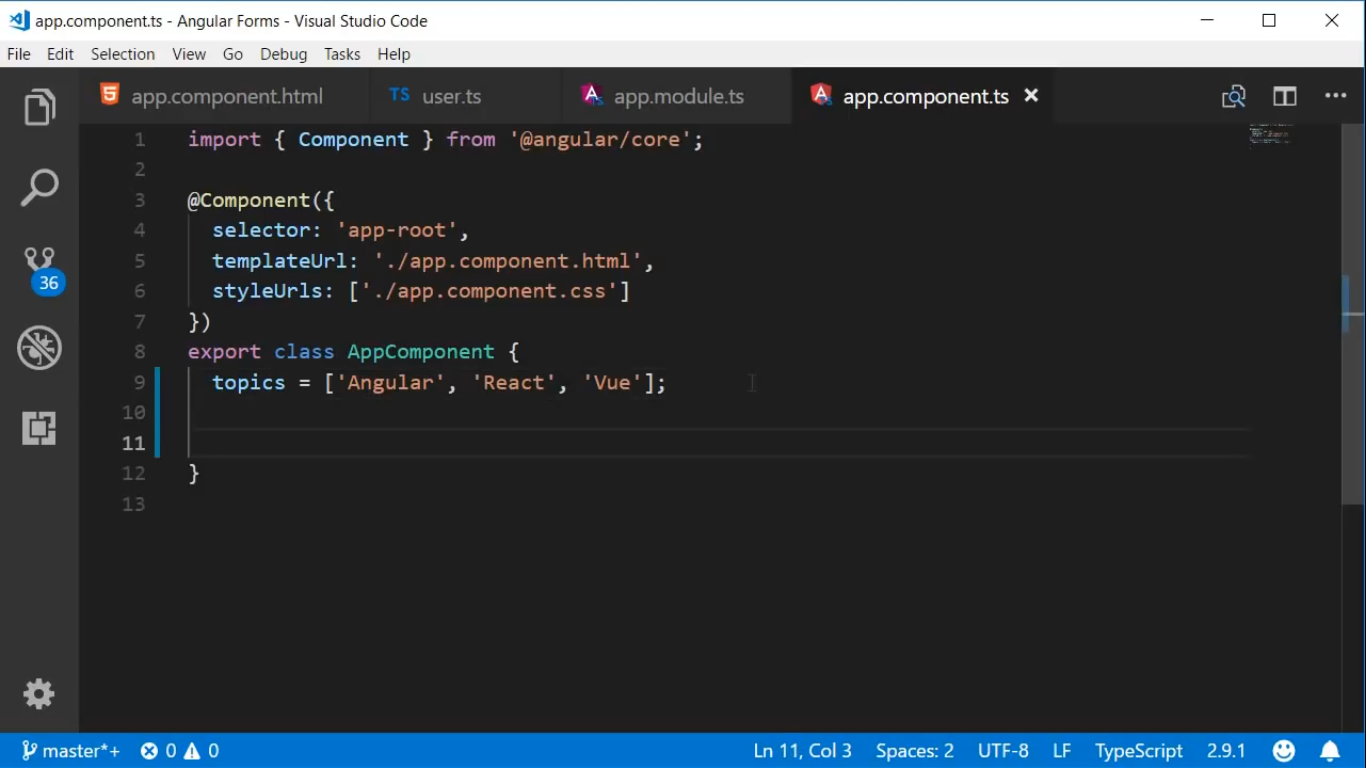 app.component.ts - Angular Forms - Visual Studio Code
File Edit Selection View Go Debug Tasks Help
app.component.html TS user.ts app.module.ts app.component.ts
1 import { Component } from '@angular/core';
2
3 @Component({
4 selector: 'app-root',
5 templateUrl: './app.component.html',
6 styleUrls: ['./app.component.css']
7 })
8 export class AppComponent {
9 topics = ['Angular', 'React', 'Vue'];
10
11
12 }
13
36
master*+ 0 0 Ln 11, Col 3 Spaces: 2 UTF-8 LF TypeScript 2.9.1